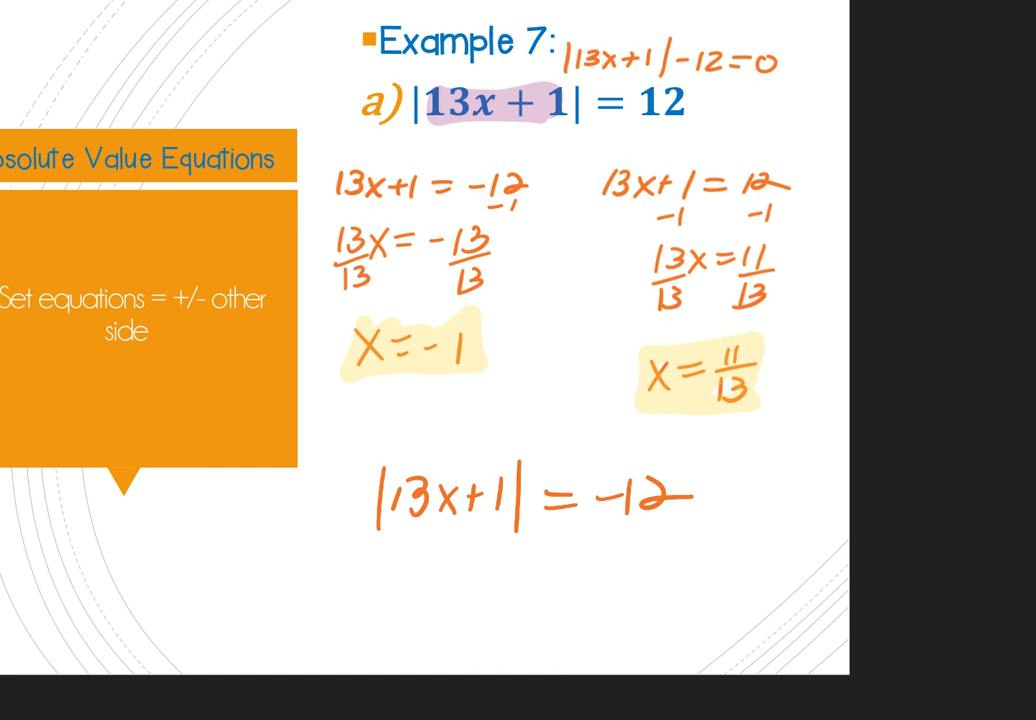 Example 7: |13x+1|-12=0
a) |13x + 1| = 12
Absolute Value Equations
Set equations = +/- other
side
13x+1 = -12
-1
13x = -13
13 13
x = -1
13x+1 = 12
-1 -1
13x = 11
13 13
x = 11
13
|13x+1| = -12